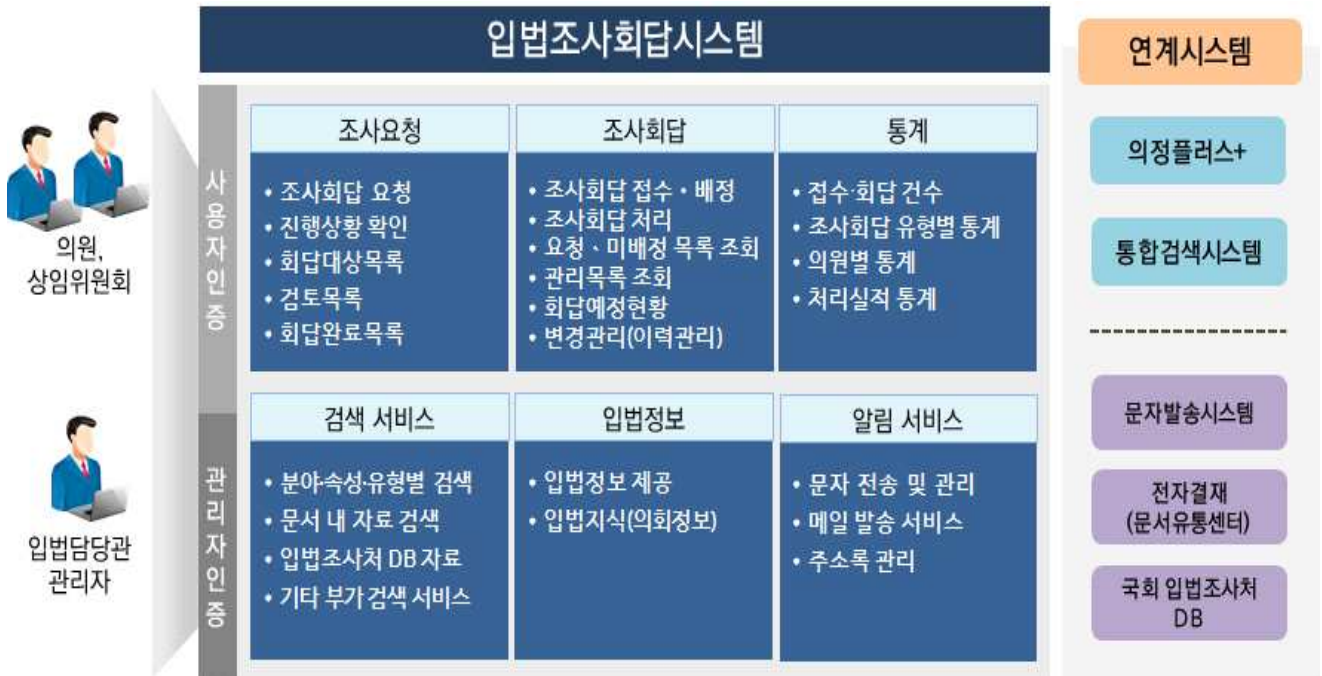 입법조사회답시스템
연계시스템
의원,
상임위원회
입법담당관
관리자
사용자인증
관리자인증
조사요청
• 조사회답 요청
• 진행상황 확인
• 회답대상목록
• 검토목록
• 회답완료목록
조사회답
• 조사회답 접수・배정
• 조사회답 처리
• 요청、미배정 목록 조회
• 관리목록 조회
• 회답예정현황
• 변경관리(이력관리)
통계
• 접수·회답 건수
• 조사회답 유형별 통계
• 의원별 통계
• 처리실적 통계
검색 서비스
• 분야·속성·유형별 검색
• 문서 내 자료 검색
• 입법조사처 DB 자료
• 기타 부가 검색 서비스
입법정보
• 입법정보 제공
• 입법지식(의회정보)
알림 서비스
• 문자 전송 및 관리
• 메일 발송 서비스
• 주소록 관리
의정플러스+
통합검색시스템
문자발송시스템
전자결재
(문서유통센터)
국회 입법조사처
DB